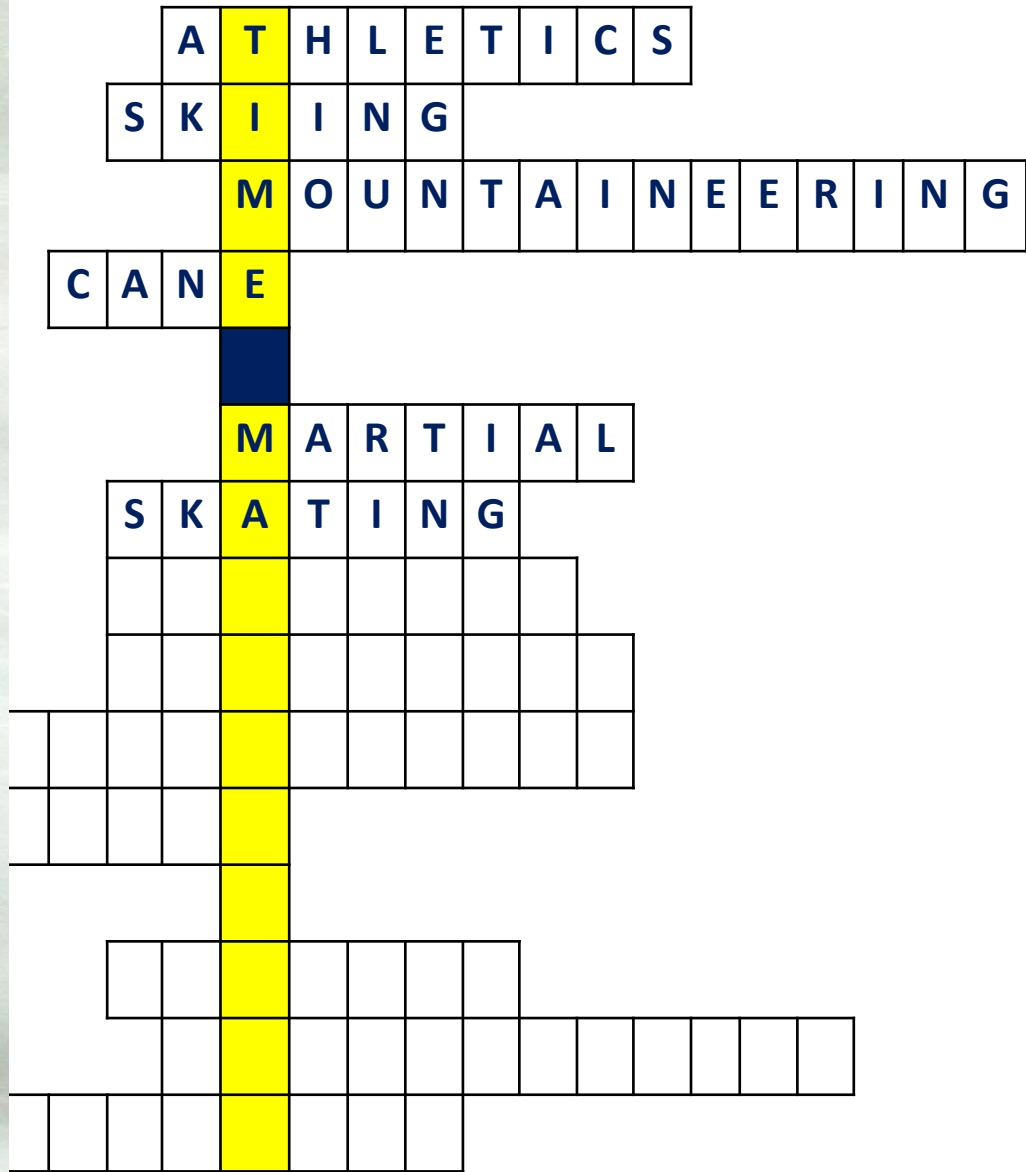 ATHLETICS
SKIING
MOUNTAINEERING
CANE
MARTIAL
SKATING